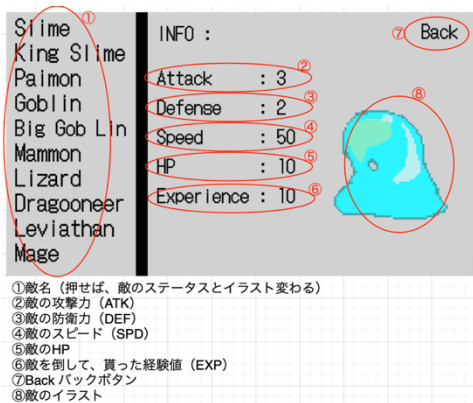 Slime ①
King Slime
Paimon
Goblin
Big Gob Lin
Mammon
Lizard
Dragooneer
Leviathan
Mage
INFO :
⑦ Back
Attack : 3 ②
Defense : 2 ③
Speed : 50 ④
HP : 10 ⑤
Experience : 10 ⑥
⑧
①敵名（押せば、敵のステータスとイラスト変わる）
②敵の攻撃力（ATK）
③敵の防衛力（DEF）
④敵のスピード（SPD）
⑤敵のHP
⑥敵を倒して、貰った経験値（EXP）
⑦Back バックボタン
⑧敵のイラスト